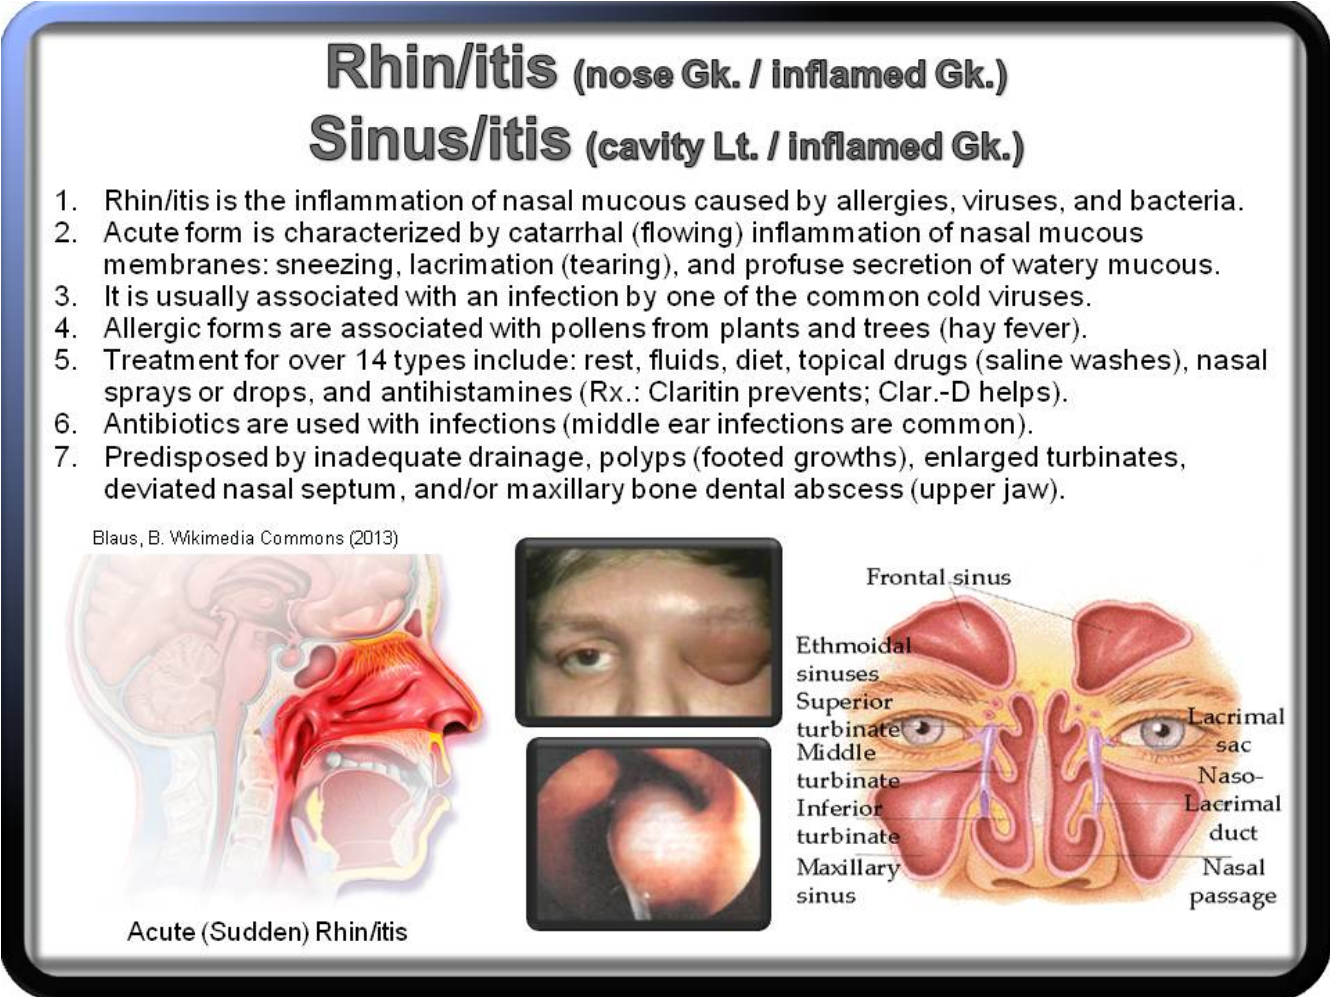 Rhin/itis (nose Gk. / inflamed Gk.)
Sinus/itis (cavity Lt. / inflamed Gk.)
1. Rhin/itis is the inflammation of nasal mucous caused by allergies, viruses, and bacteria.
2. Acute form is characterized by catarrhal (flowing) inflammation of nasal mucous
membranes: sneezing, lacrimation (tearing), and profuse secretion of watery mucous.
3. It is usually associated with an infection by one of the common cold viruses.
4. Allergic forms are associated with pollens from plants and trees (hay fever).
5. Treatment for over 14 types include: rest, fluids, diet, topical drugs (saline washes), nasal
sprays or drops, and antihistamines (Rx.: Claritin prevents; Clar.-D helps).
6. Antibiotics are used with infections (middle ear infections are common).
7. Predisposed by inadequate drainage, polyps (footed growths), enlarged turbinates,
deviated nasal septum, and/or maxillary bone dental abscess (upper jaw).
Blaus, B. Wikimedia Commons (2013)
Acute (Sudden) Rhin/itis
Frontal sinus
Ethmoidal
sinuses
Superior
turbinate
Middle
turbinate
Inferior
turbinate
Maxillary
sinus
Lacrimal
sac
Naso-
Lacrimal
duct
Nasal
passage